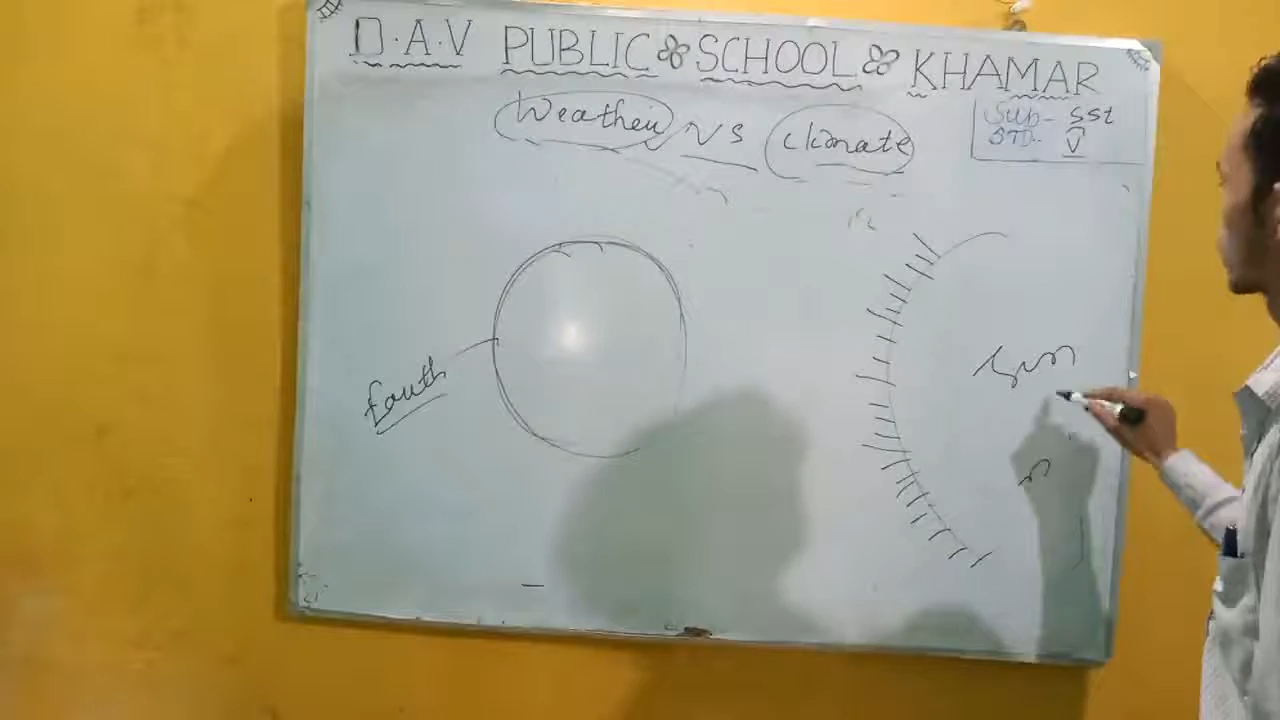 D.A.V PUBLIC SCHOOL KHAMAR
Weather VS Climate
Sub- SST
STD- V
Earth
Sun